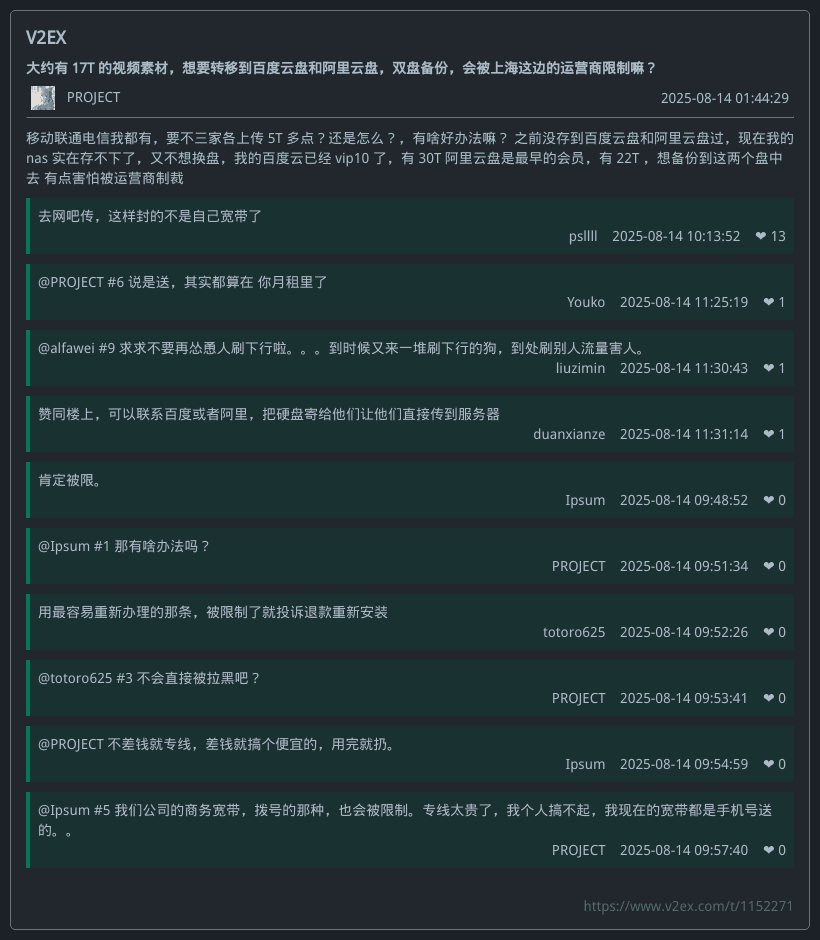 V2EX
大约有 17T 的视频素材，想要转移到百度云盘和阿里云盘，双盘备份，会被上海这边的运营商限制嘛？
PROJECT 2025-08-14 01:44:29
移动联通电信我都有，要不三家各上传 5T 多点？还是怎么？，有啥好办法嘛？ 之前没存到百度云盘和阿里云盘过，现在我的
nas 实在存不下了，又不想换盘，我的百度云已经 vip10 了，有 30T 阿里云盘是最早的会员，有 22T ，想备份到这两个盘中
去 有点害怕被运营商制裁
去网吧传，这样封的不是自己宽带了
psllll 2025-08-14 10:13:52 ❤ 13
@PROJECT #6 说是送，其实都算在 你月租里了
Youko 2025-08-14 11:25:19 ❤ 1
@alfawei #9 求求不要再怂恿人刷下行啦。。。到时候又来一堆刷下行的狗，到处刷别人流量害人。
liuzimin 2025-08-14 11:30:43 ❤ 1
赞同楼上，可以联系百度或者阿里，把硬盘寄给他们让他们直接传到服务器
duanxianze 2025-08-14 11:31:14 ❤ 1
肯定被限。
Ipsum 2025-08-14 09:48:52 ❤ 0
@Ipsum #1 那有啥办法吗？
PROJECT 2025-08-14 09:51:34 ❤ 0
用最容易重新办理的那条，被限制了就投诉退款重新安装
totoro625 2025-08-14 09:52:26 ❤ 0
@totoro625 #3 不会直接被拉黑吧？
PROJECT 2025-08-14 09:53:41 ❤ 0
@PROJECT 不差钱就专线，差钱就搞个便宜的，用完就扔。
Ipsum 2025-08-14 09:54:59 ❤ 0
@Ipsum #5 我们公司的商务宽带，拨号的那种，也会被限制。专线太贵了，我个人搞不起，我现在的宽带都是手机号送
的。。
PROJECT 2025-08-14 09:57:40 ❤ 0
https://www.v2ex.com/t/1152271